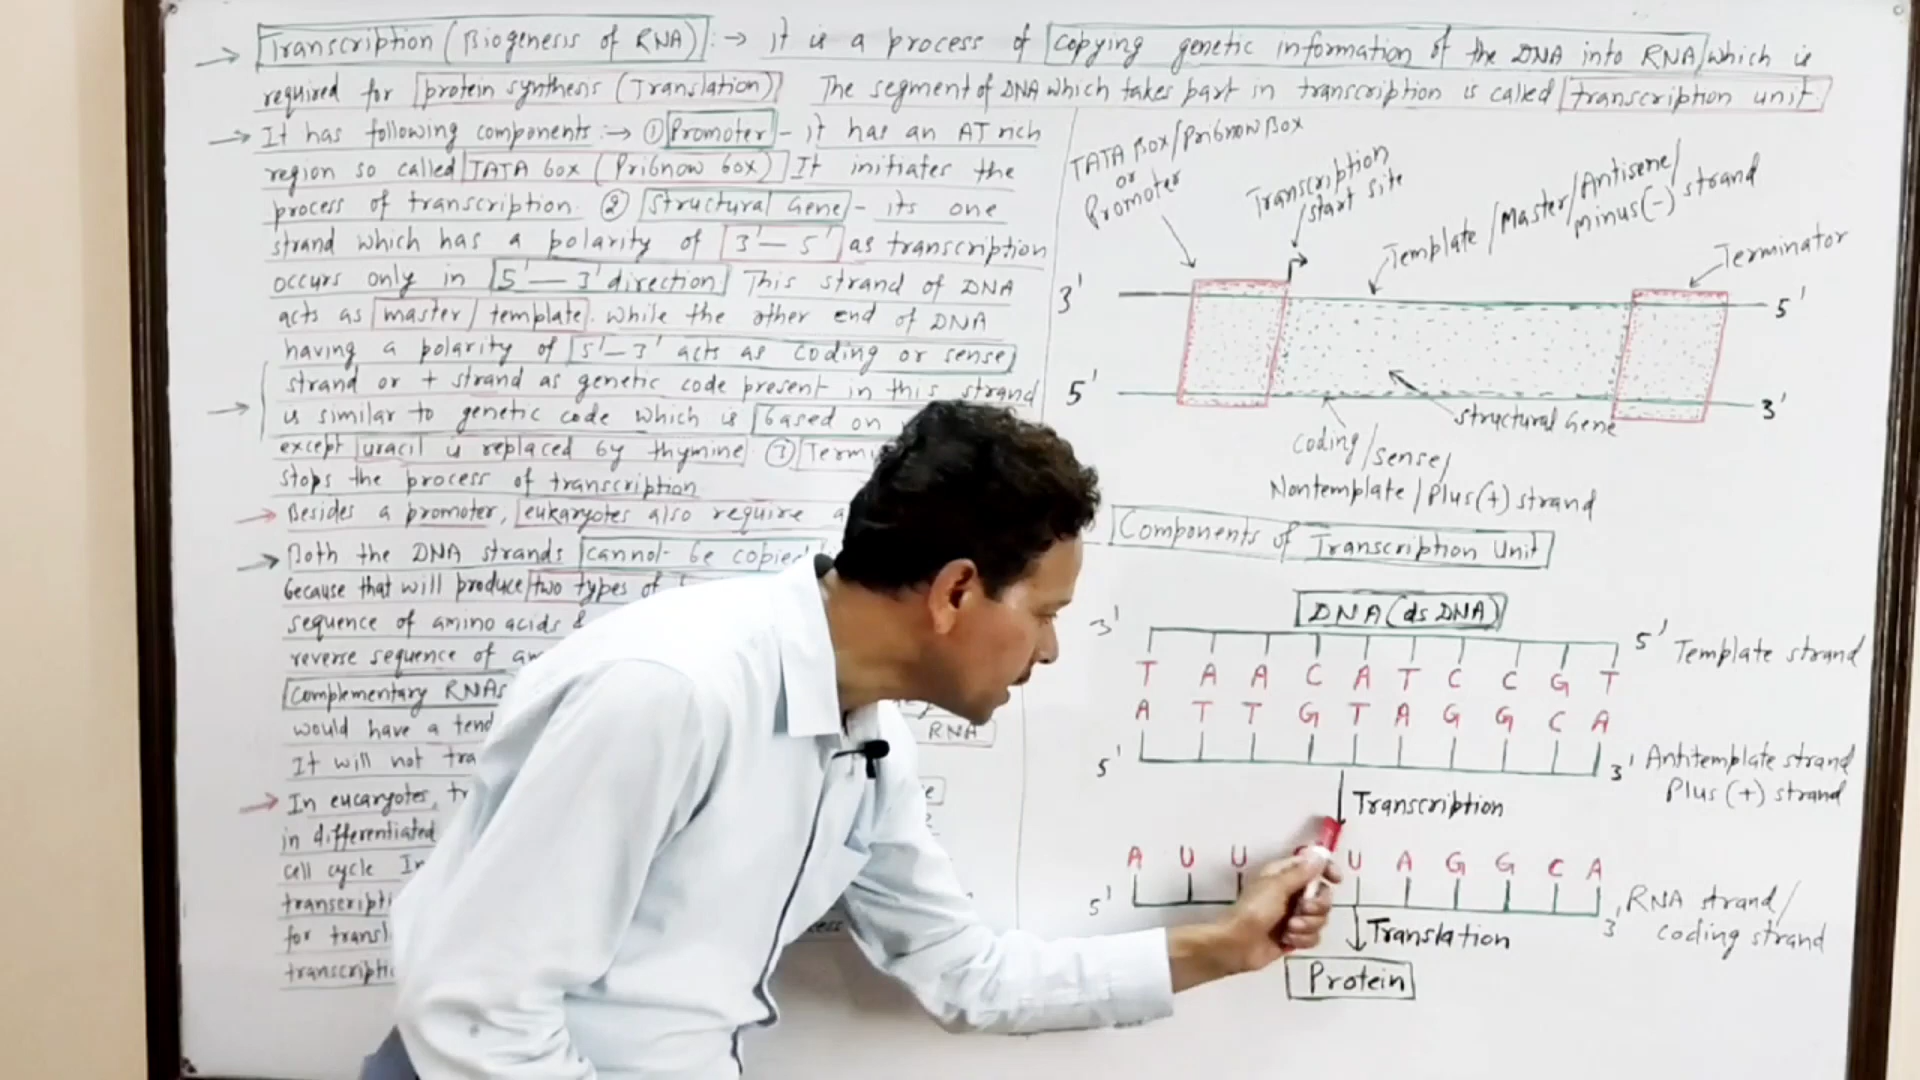 → Transcription (Biogenesis of RNA) :→ it is a process of copying genetic information of the DNA into RNA which is
required for protein synthesis (Translation) The segment of DNA which takes part in transcription is called transcription unit
→ It has following components :→ ① Promoter - it has an AT rich
region so called TATA box (Pribnow box) It initiates the
process of transcription. ② Structural Gene - its one
strand which has a polarity of 3'—5' as transcription
occurs only in 5'—3' direction This strand of DNA
acts as master/template. While the other end of DNA
having a polarity of 5'—3' acts as coding or sense
strand or + strand as genetic code present in this strand
→ is similar to genetic code which is based on
except uracil is replaced by thymine ③
stops the process of transcription
→ Besides a promoter, eukaryotes also require
→ Both the DNA strands cannot be copied
because that will produce two types of
sequence of amino acids &
reverse sequence of
Complementary RNAs
would have a
It will not
RNA
→ In eucaryotes,
in differentiated
cell cycle
for
TATA Box/Pribnow Box
or
Promoter
Transcription
start site
Template/Master/Antisene/
minus(-) strand
Terminator
3' 5'
5' 3'
structural Gene
coding/sense/
Nontemplate/Plus(+) strand
Components of Transcription Unit
DNA (ds DNA)
3' 5' Template strand
T A A C A T C C G T
A T T G T A G G C A
5' 3' Antitemplate strand
Plus (+) strand
Transcription
A U U U A G G C A
5' 3' RNA strand/
coding strand
Translation
Protein